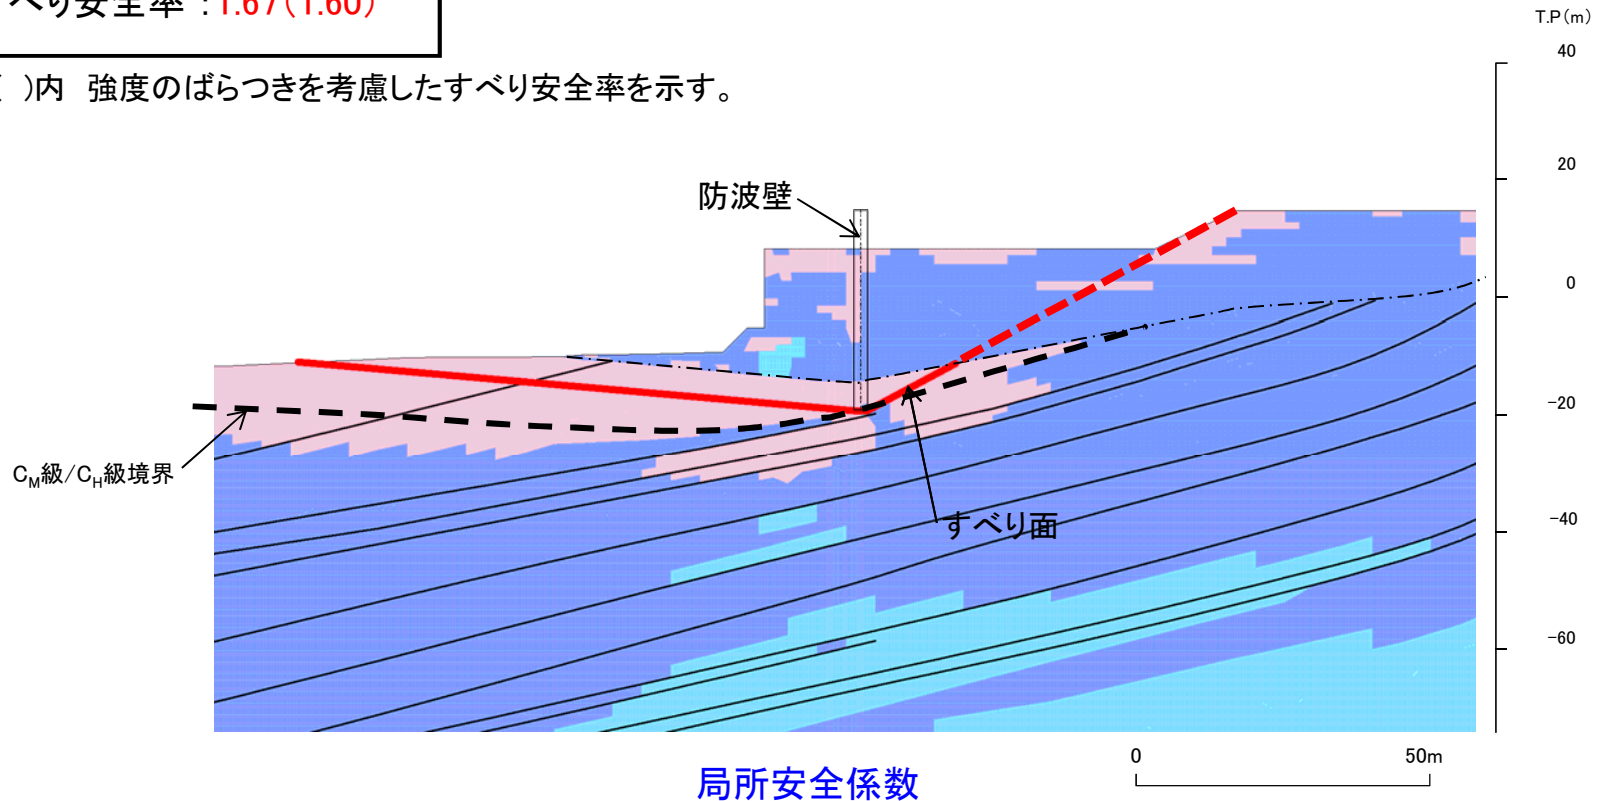 べり安全率：1.67(1.60)
( )内 強度のばらつきを考慮したすべり安全率を示す。
T.P(m)
40
20
防波壁
0
-20
CM級/CH級境界
すべり面
-40
-60
0 50m
局所安全係数